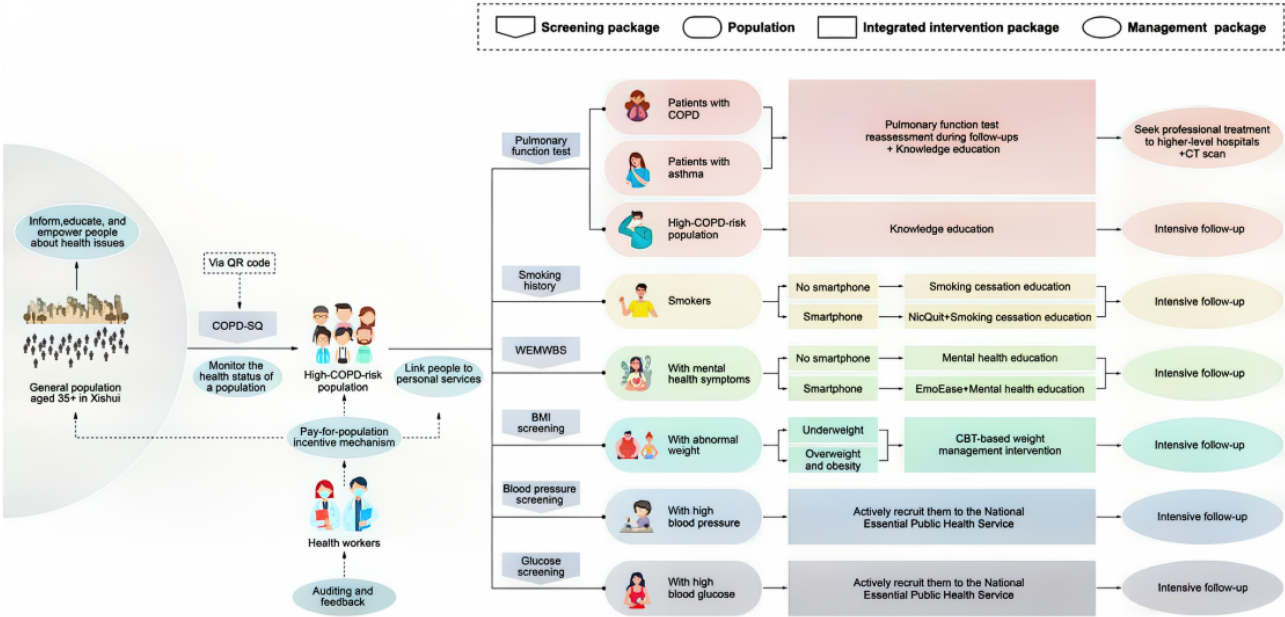 Screening package
Population
Integrated intervention package
Management package
Inform,educate, and
empower people
about health issues
General population
aged 35+ in Xishui
Via QR code
COPD-SQ
Monitor the
health status of
a population
High-COPD-risk
population
Link people to
personal services
Pay-for-population
incentive mechanism
Health workers
Auditing and
feedback
Pulmonary
function test
Patients with
COPD
Patients with
asthma
Pulmonary function test
reassessment during follow-ups
+ Knowledge education
Seek professional treatment
to higher-level hospitals
+CT scan
High-COPD-risk
population
Knowledge education
Intensive follow-up
Smoking
history
Smokers
No smartphone
Smoking cessation education
Smartphone
NicQuit+Smoking cessation education
Intensive follow-up
WEMWBS
With mental
health symptoms
No smartphone
Mental health education
Smartphone
EmoEase+Mental health education
Intensive follow-up
BMI
screening
With abnormal
weight
Underweight
Overweight
and obesity
CBT-based weight
management intervention
Intensive follow-up
Blood pressure
screening
With high
blood pressure
Actively recruit them to the National
Essential Public Health Service
Intensive follow-up
Glucose
screening
With high
blood glucose
Actively recruit them to the National
Essential Public Health Service
Intensive follow-up